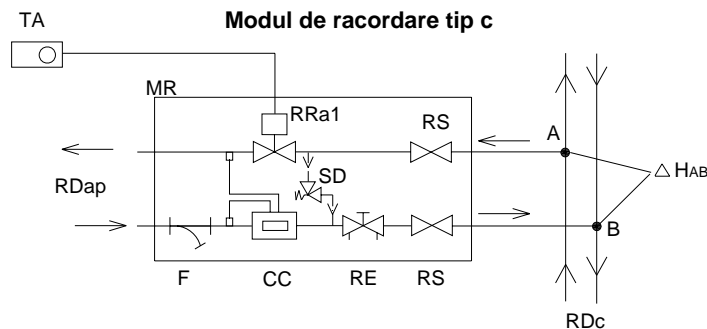 Modul de racordare tip c
TA
MR
RRa1
RS
A
△ HAB
SD
RDap
B
F
CC
RE
RS
RDc